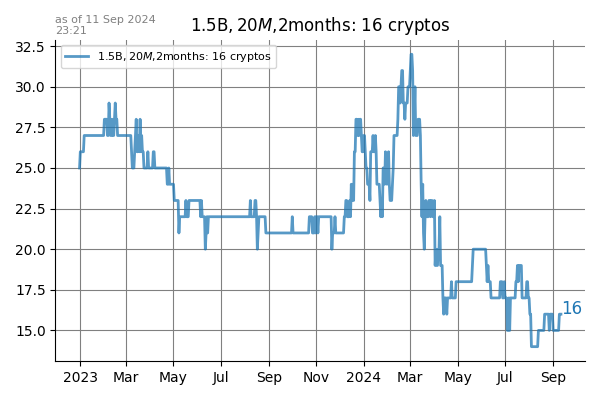 as of 11 Sep 2024
23:21
1.5B, 20M,2months: 16 cryptos
1.5B, 20M,2months: 16 cryptos
32.5
30.0
27.5
25.0
22.5
20.0
17.5
15.0
16
2023 Mar May Jul Sep Nov 2024 Mar May Jul Sep